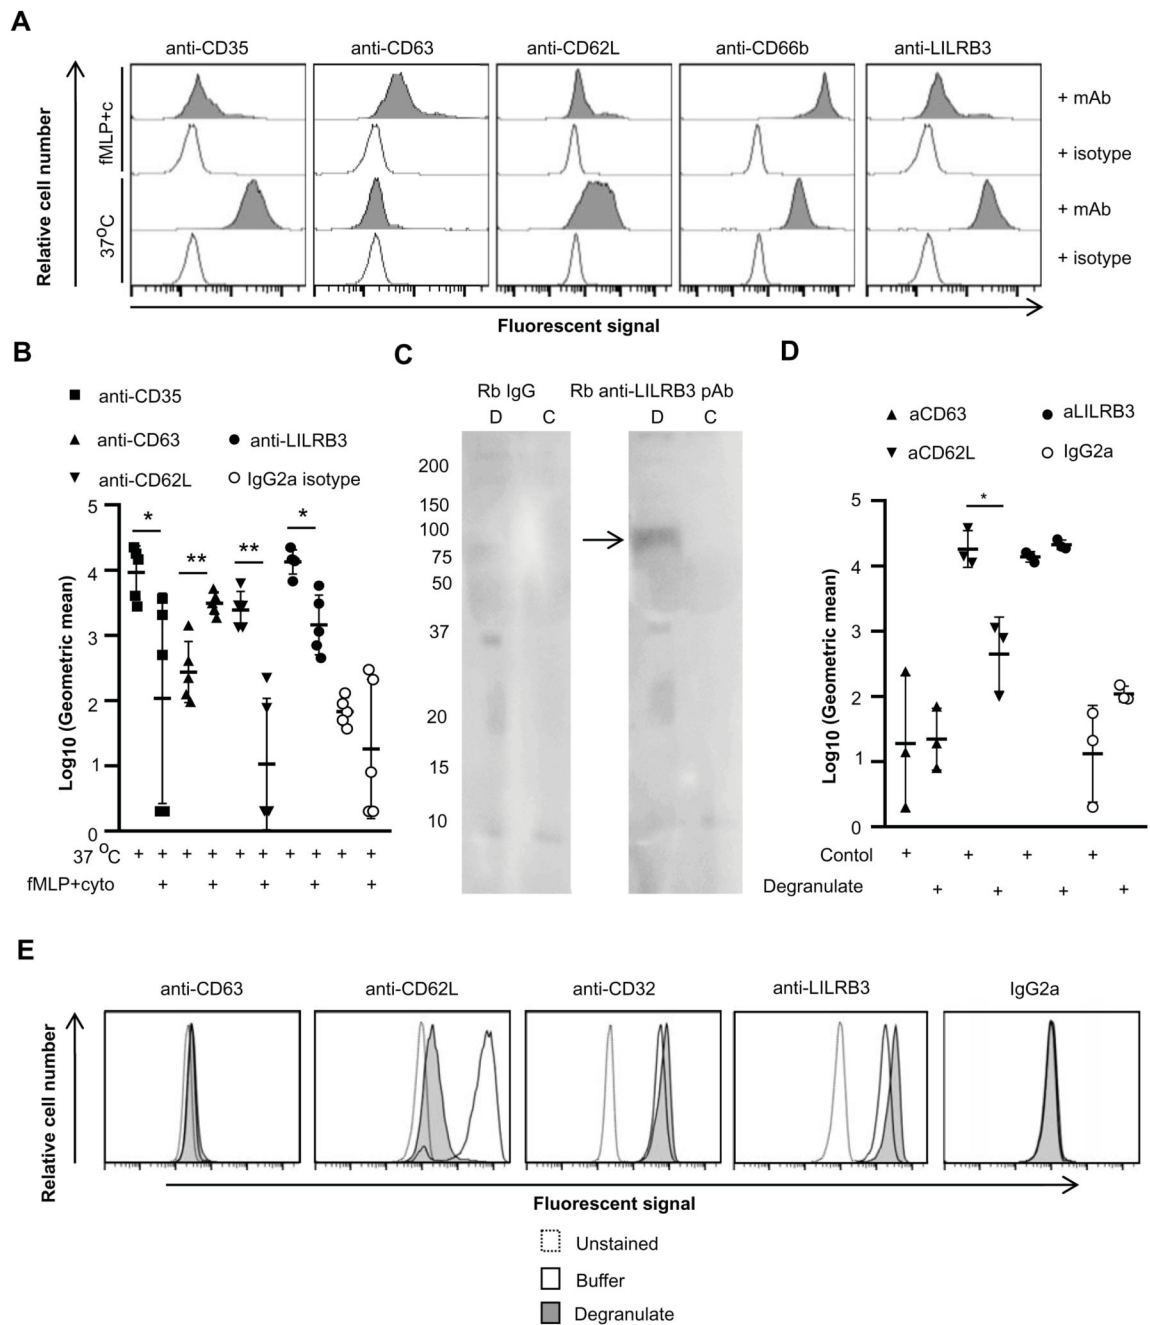 A
anti-CD35 anti-CD63 anti-CD62L anti-CD66b anti-LILRB3
Relative cell number
fMLP+c
37°C
+ mAb
+ isotype
+ mAb
+ isotype
Fluorescent signal
B
anti-CD35
anti-CD63 anti-LILRB3
anti-CD62L IgG2a isotype
Log10 (Geometric mean)
5
4
3
2
1
0
* ** ** *
37 °C + + + + + + + + + +
fMLP+cyto + + + + +
C
Rb IgG Rb anti-LILRB3 pAb
D C D C
200
150
100
75
50
37
20
15
10
D
aCD63 aLILRB3
aCD62L IgG2a
Log10 (Geometric mean)
5
4
3
2
1
0
*
Contol + + + +
Degranulate + + + +
E
anti-CD63 anti-CD62L anti-CD32 anti-LILRB3 IgG2a
Relative cell number
Fluorescent signal
Unstained
Buffer
Degranulate